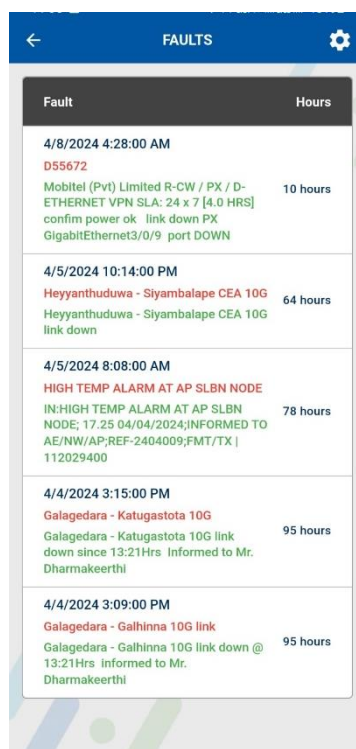 FAULTS
Fault Hours
4/8/2024 4:28:00 AM
D55672
Mobitel (Pvt) Limited R-CW / PX / D-
ETHERNET VPN SLA: 24 x 7 [4.0 HRS]
confim power ok link down PX
GigabitEthernet3/0/9 port DOWN
10 hours
4/5/2024 10:14:00 PM
Heyyanthuduwa - Siyambalape CEA 10G
Heyyanthuduwa - Siyambalape CEA 10G
link down
64 hours
4/5/2024 8:08:00 AM
HIGH TEMP ALARM AT AP SLBN NODE
IN:HIGH TEMP ALARM AT AP SLBN
NODE; 17.25 04/04/2024;INFORMED TO
AE/NW/AP;REF-2404009;FMT/TX |
112029400
78 hours
4/4/2024 3:15:00 PM
Galagedara - Katugastota 10G
Galagedara - Katugastota 10G link
down since 13:21Hrs Informed to Mr.
Dharmakeerthi
95 hours
4/4/2024 3:09:00 PM
Galagedara - Galhinna 10G link
Galagedara - Galhinna 10G link down @
13:21Hrs informed to Mr.
Dharmakeerthi
95 hours